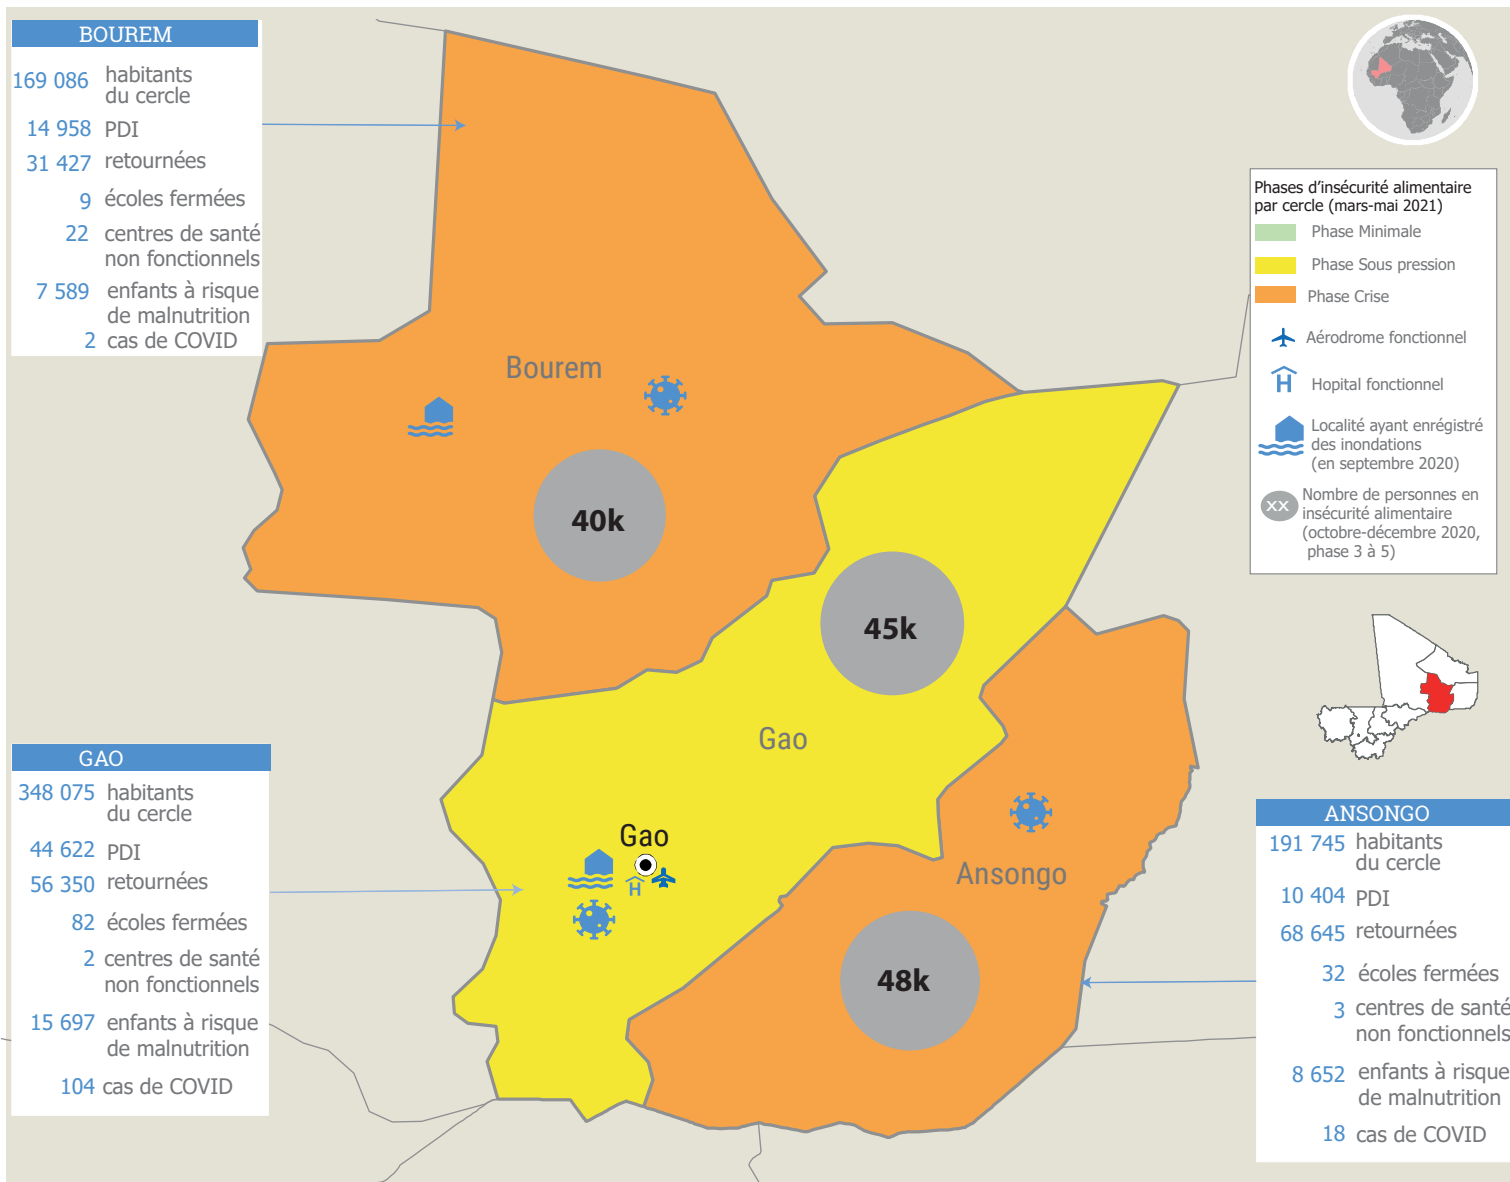 BOUREM
169 086 habitants
du cercle
14 958 PDI
31 427 retournées
9 écoles fermées
22 centres de santé
non fonctionnels
7 589 enfants à risque
de malnutrition
2 cas de COVID
Phases d'insécurité alimentaire
par cercle (mars-mai 2021)
Phase Minimale
Phase Sous pression
Phase Crise
Aérodrome fonctionnel
H Hopital fonctionnel
Localité ayant enrégistré
des inondations
(en septembre 2020)
XX Nombre de personnes en
insécurité alimentaire
(octobre-décembre 2020,
phase 3 à 5)
Bourem
40k
45k
Gao
Gao
H
Ansongo
48k
GAO
348 075 habitants
du cercle
44 622 PDI
56 350 retournées
82 écoles fermées
2 centres de santé
non fonctionnels
15 697 enfants à risque
de malnutrition
104 cas de COVID
ANSONGO
191 745 habitants
du cercle
10 404 PDI
68 645 retournées
32 écoles fermées
3 centres de santé
non fonctionnels
8 652 enfants à risque
de malnutrition
18 cas de COVID